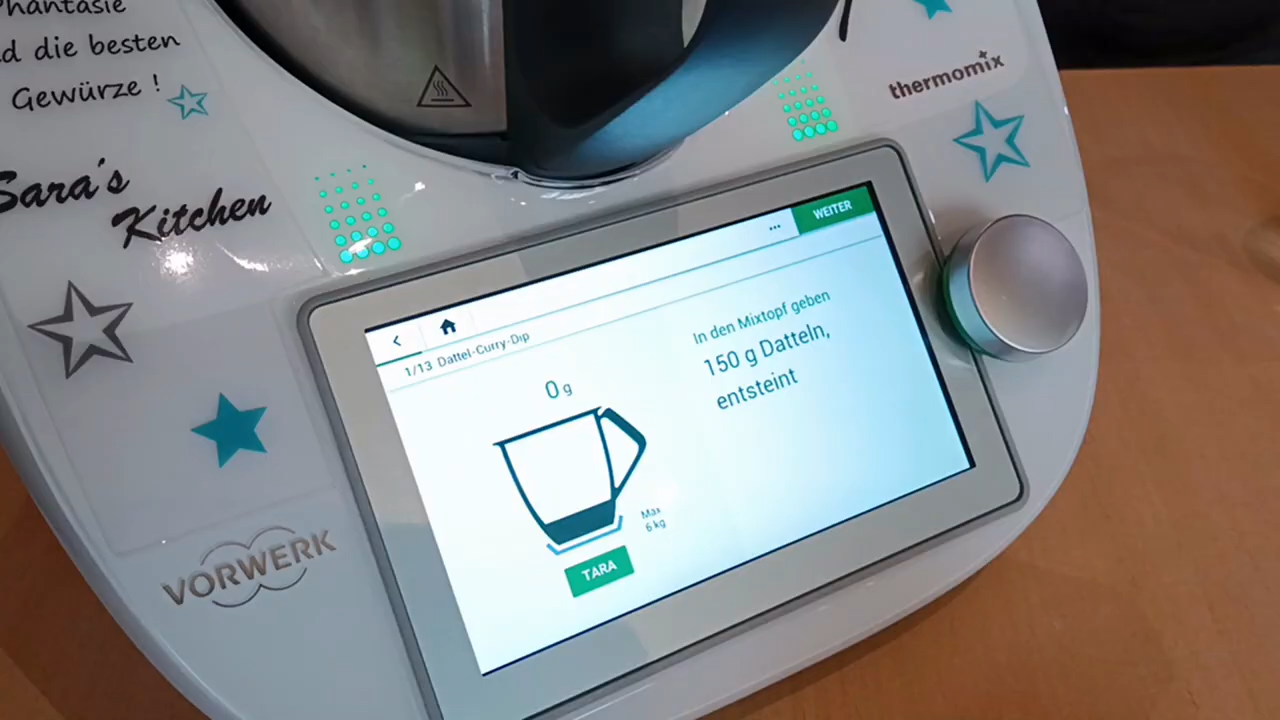 Phantasie
d die besten
Gewürze !
Sara's
Kitchen
thermomix
WEITER
1/13 Dattel-Curry-Dip
0 g
Max
6 kg
TARA
In den Mixtopf geben
150 g Datteln,
entsteint
VORWERK